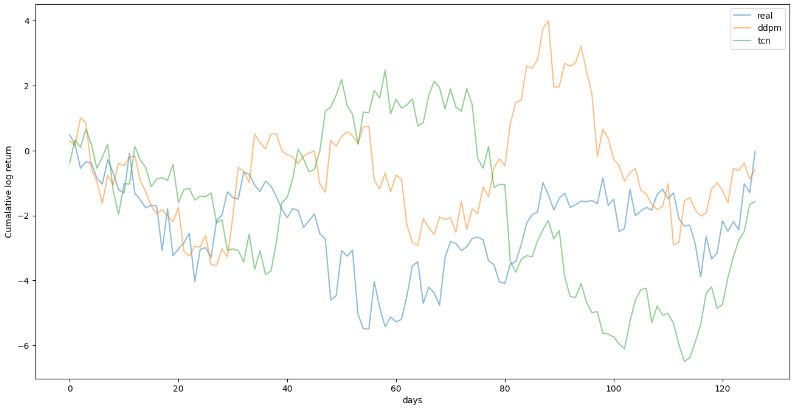 real
ddpm
tcn
4
2
0
−2
−4
−6
Cumalative log return
0 20 40 60 80 100 120
days